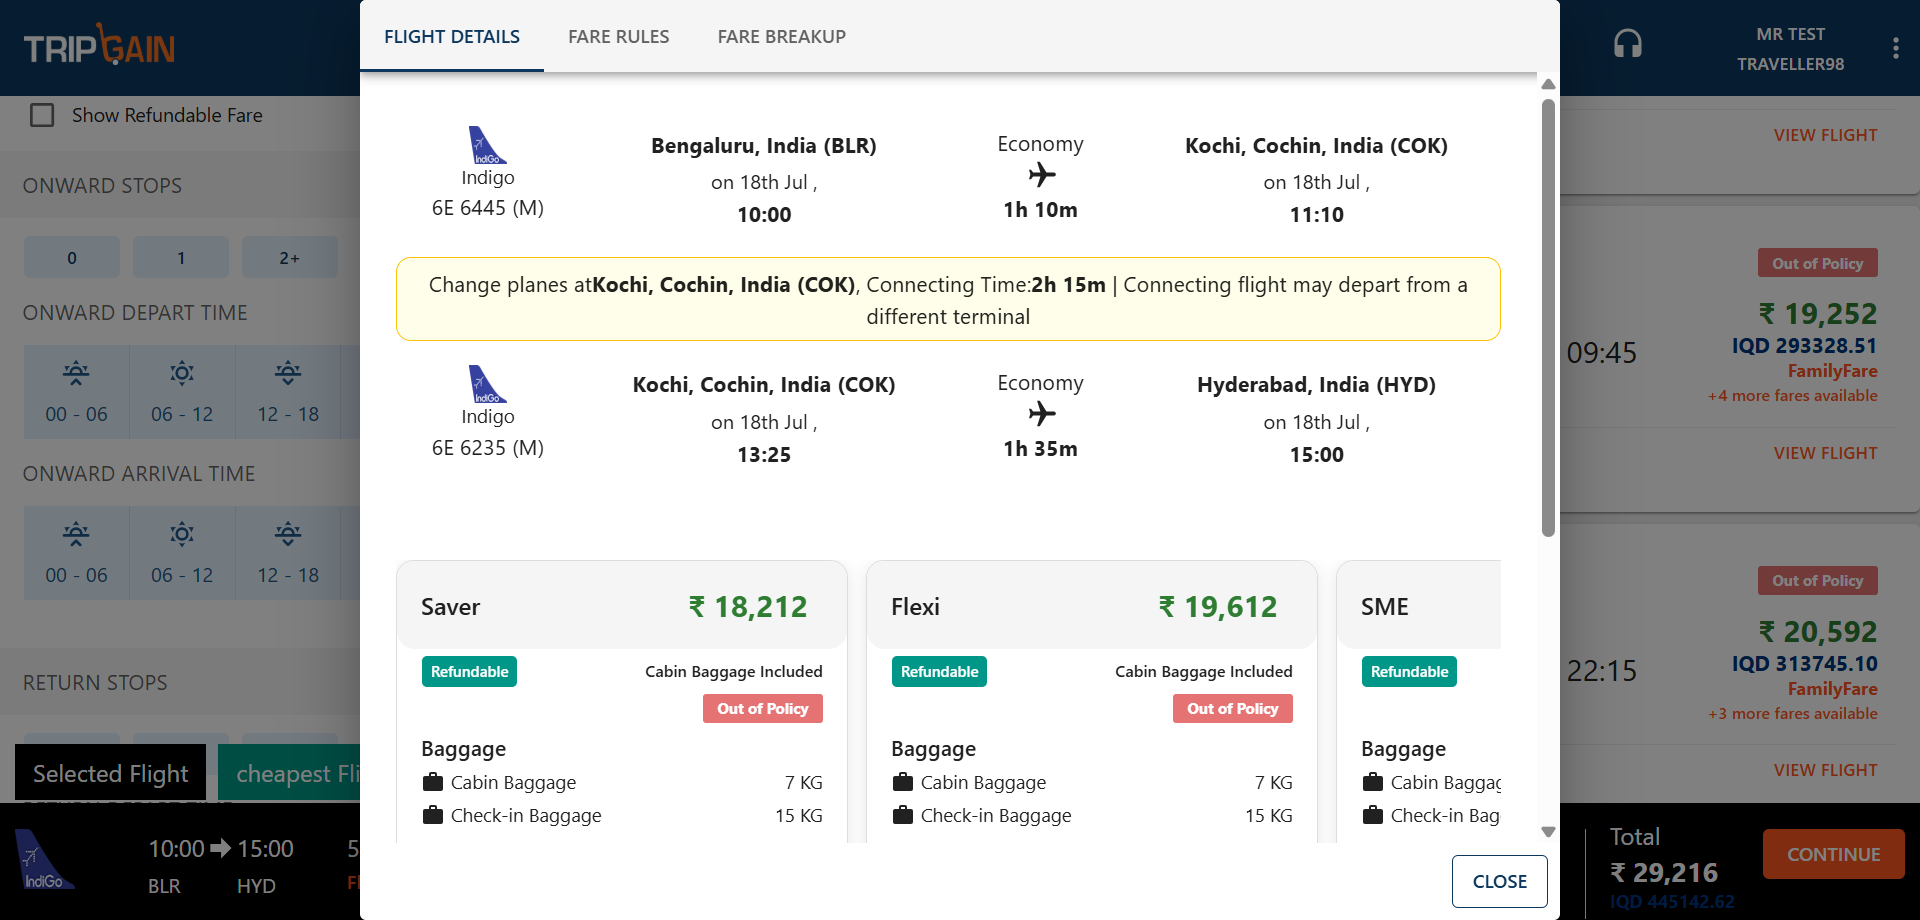 TRIPGAIN
MR TEST
TRAVELLER98
FLIGHT DETAILS
FARE RULES
FARE BREAKUP
Show Refundable Fare
ONWARD STOPS
0
1
2+
ONWARD DEPART TIME
00 - 06
06 - 12
12 - 18
ONWARD ARRIVAL TIME
00 - 06
06 - 12
12 - 18
RETURN STOPS
Selected Flight
cheapest Fli
IndiGo
10:00
15:00
BLR
HYD
IndiGo
Indigo
6E 6445 (M)
Bengaluru, India (BLR)
on 18th Jul ,
10:00
Economy
1h 10m
Kochi, Cochin, India (COK)
on 18th Jul ,
11:10
Change planes atKochi, Cochin, India (COK), Connecting Time:2h 15m | Connecting flight may depart from a
different terminal
IndiGo
Indigo
6E 6235 (M)
Kochi, Cochin, India (COK)
on 18th Jul ,
13:25
Economy
1h 35m
Hyderabad, India (HYD)
on 18th Jul ,
15:00
Saver
₹ 18,212
Refundable
Cabin Baggage Included
Out of Policy
Baggage
Cabin Baggage
7 KG
Check-in Baggage
15 KG
Flexi
₹ 19,612
Refundable
Cabin Baggage Included
Out of Policy
Baggage
Cabin Baggage
7 KG
Check-in Baggage
15 KG
SME
Refundable
Baggage
Cabin Baggag
Check-in Bag
CLOSE
VIEW FLIGHT
Out of Policy
₹ 19,252
09:45
IQD 293328.51
FamilyFare
+4 more fares available
VIEW FLIGHT
Out of Policy
₹ 20,592
22:15
IQD 313745.10
FamilyFare
+3 more fares available
VIEW FLIGHT
Total
₹ 29,216
IQD 445142.62
CONTINUE